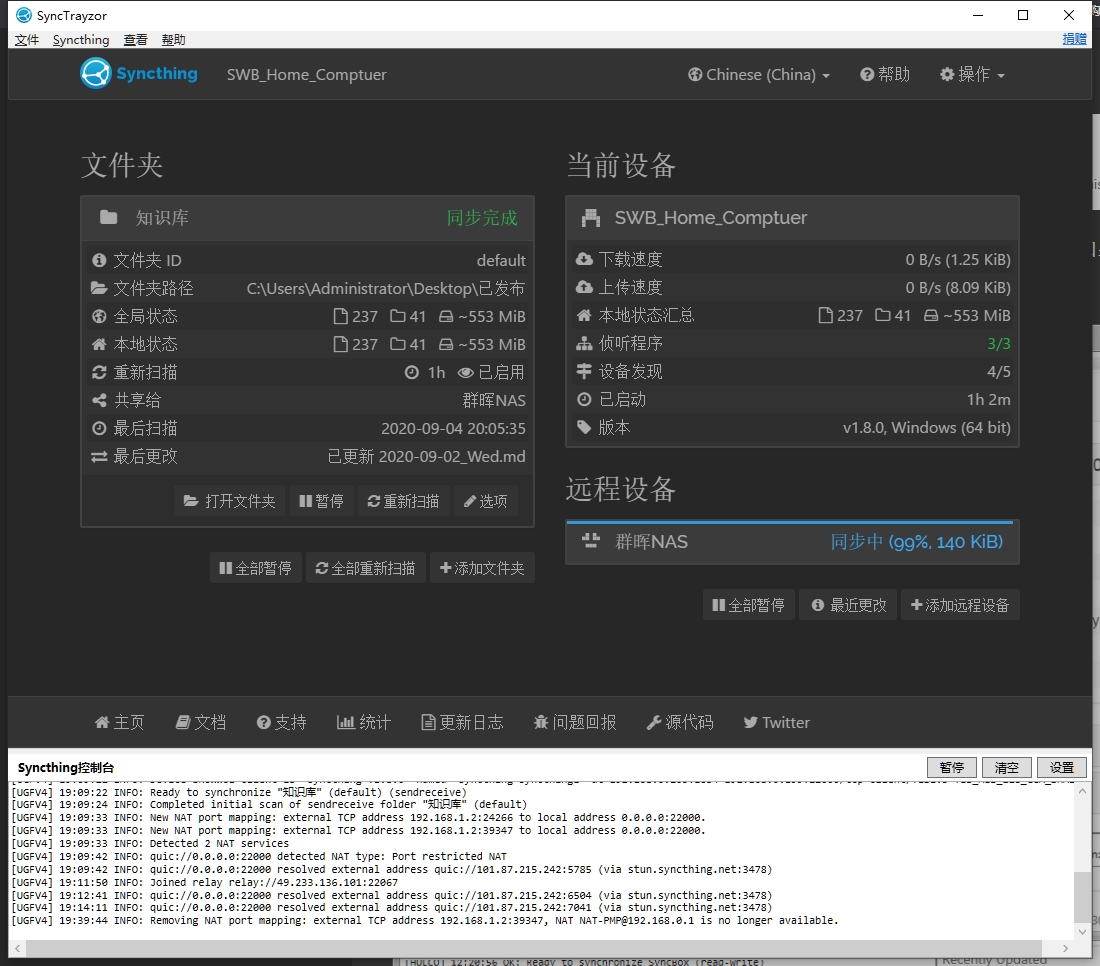 SyncTrayzor
文件 Syncthing 查看 帮助 捐赠
Syncthing SWB_Home_Comptuer Chinese (China) 帮助 操作
文件夹
知识库 同步完成
文件夹 ID default
文件夹路径 C:\Users\Administrator\Desktop\已发布
全局状态 237 41 ~553 MiB
本地状态 237 41 ~553 MiB
重新扫描 1h 已启用
共享给 群晖NAS
最后扫描 2020-09-04 20:05:35
最后更改 已更新 2020-09-02_Wed.md
打开文件夹 暂停 重新扫描 选项
全部暂停 全部重新扫描 添加文件夹
当前设备
SWB_Home_Comptuer
下载速度 0 B/s (1.25 KiB)
上传速度 0 B/s (8.09 KiB)
本地状态汇总 237 41 ~553 MiB
侦听程序 3/3
设备发现 4/5
已启动 1h 2m
版本 v1.8.0, Windows (64 bit)
远程设备
群晖NAS 同步中 (99%, 140 KiB)
全部暂停 最近更改 添加远程设备
主页 文档 支持 统计 更新日志 问题回报 源代码 Twitter
Syncthing控制台 暂停 清空 设置
[UGFV4] 19:09:22 INFO: Ready to synchronize "知识库" (default) (sendreceive)
[UGFV4] 19:09:24 INFO: Completed initial scan of sendreceive folder "知识库" (default)
[UGFV4] 19:09:33 INFO: New NAT port mapping: external TCP address 192.168.1.2:24266 to local address 0.0.0.0:22000.
[UGFV4] 19:09:33 INFO: New NAT port mapping: external TCP address 192.168.1.2:39347 to local address 0.0.0.0:22000.
[UGFV4] 19:09:33 INFO: Detected 2 NAT services
[UGFV4] 19:09:42 INFO: quic://0.0.0.0:22000 detected NAT type: Port restricted NAT
[UGFV4] 19:09:42 INFO: quic://0.0.0.0:22000 resolved external address quic://101.87.215.242:5785 (via stun.syncthing.net:3478)
[UGFV4] 19:11:50 INFO: Joined relay relay://49.233.136.101:22067
[UGFV4] 19:12:41 INFO: quic://0.0.0.0:22000 resolved external address quic://101.87.215.242:6504 (via stun.syncthing.net:3478)
[UGFV4] 19:14:11 INFO: quic://0.0.0.0:22000 resolved external address quic://101.87.215.242:7041 (via stun.syncthing.net:3478)
[UGFV4] 19:39:44 INFO: Removing NAT port mapping: external TCP address 192.168.1.2:39347, NAT NAT-PMP@192.168.0.1 is no longer available.
[THULCO] 12:20:56 OK: Ready to synchronize SyncBox (read-write) Recently Updated